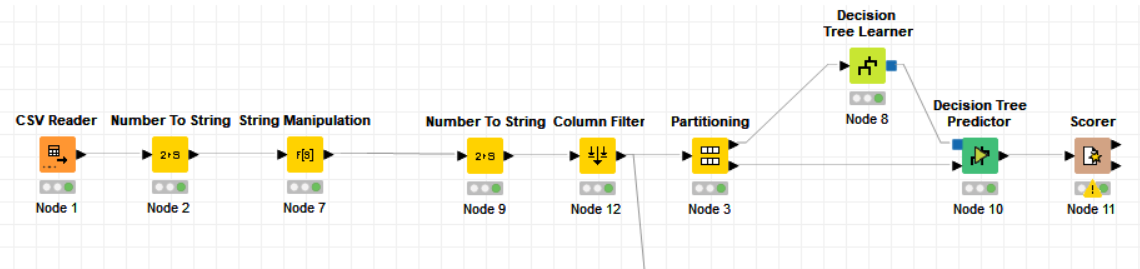 Decision
Tree Learner
Node 8
CSV Reader
2›S
Node 1
Number To String
Node 2
String Manipulation
F[S]
Node 7
Number To String
2›S
Node 9
Column Filter
Node 12
Partitioning
Node 3
Decision Tree
Predictor
Node 10
Scorer
Node 11